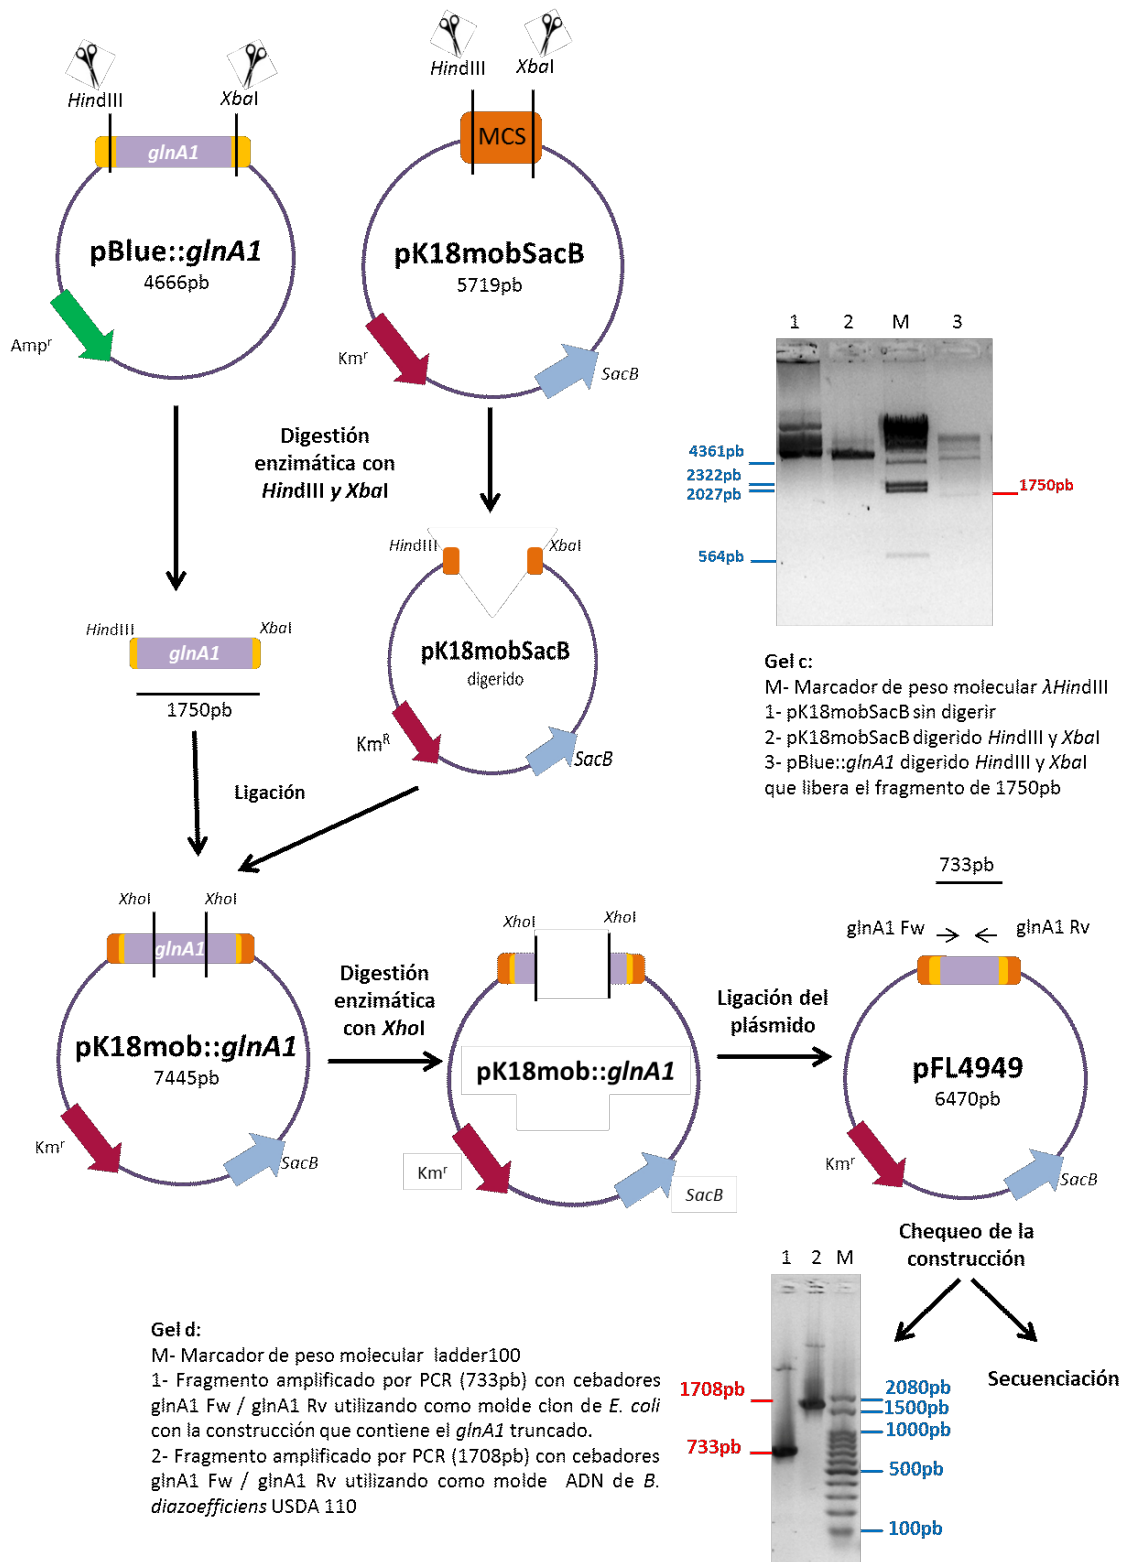 HindIII
XbaI
glnA1
pBlue::glnA1
4666pb
Ampʳ
HindIII
XbaI
MCS
pK18mobSacB
5719pb
Kmʳ
SacB
Digestión
enzimática con
HindIII y XbaI
HindIII
XbaI
glnA1
1750pb
HindIII
XbaI
pK18mobSacB
digerido
Kmᴿ
SacB
Ligación
1 2 M 3
4361pb
2322pb
2027pb
564pb
1750pb
Gel c:
M- Marcador de peso molecular λHindIII
1- pK18mobSacB sin digerir
2- pK18mobSacB digerido HindIII y XbaI
3- pBlue::glnA1 digerido HindIII y XbaI
que libera el fragmento de 1750pb
XhoI
XhoI
glnA1
pK18mob::glnA1
7445pb
Kmʳ
SacB
Digestión
enzimática
con XhoI
XhoI
XhoI
pK18mob::glnA1
Kmʳ
SacB
Ligación del
plásmido
733pb
glnA1 Fw
glnA1 Rv
pFL4949
6470pb
Kmʳ
SacB
Chequeo de la
construcción
Secuenciación
1 2 M
1708pb
733pb
2080pb
1500pb
1000pb
500pb
100pb
Gel d:
M- Marcador de peso molecular ladder100
1- Fragmento amplificado por PCR (733pb) con cebadores
glnA1 Fw / glnA1 Rv utilizando como molde clon de E. coli
con la construcción que contiene el glnA1 truncado.
2- Fragmento amplificado por PCR (1708pb) con cebadores
glnA1 Fw / glnA1 Rv utilizando como molde ADN de B.
diazoefficiens USDA 110